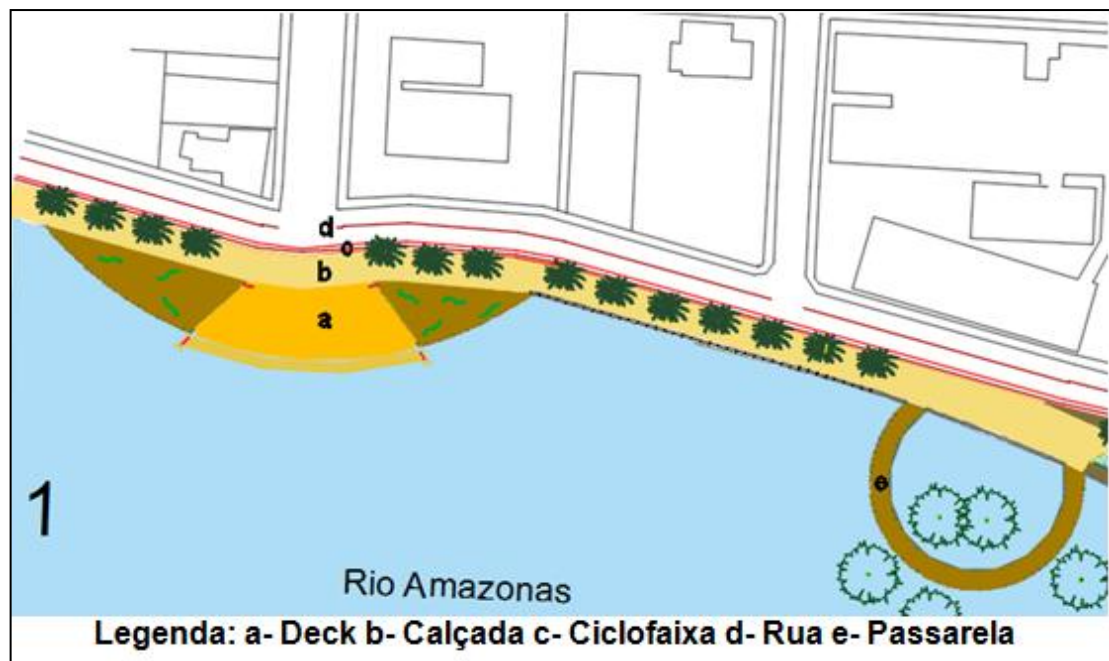 d
c
b
a
1
e
Rio Amazonas
Legenda: a- Deck b- Calçada c- Ciclofaixa d- Rua e- Passarela